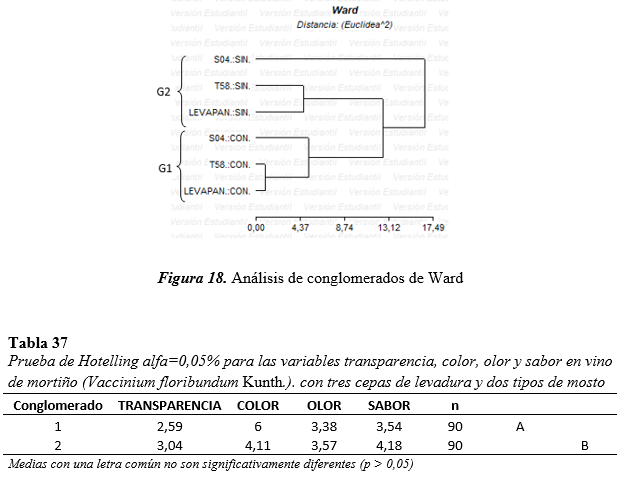 Ward
Distancia: (Euclidea^2)
S04.:SIN.
T58.:SIN.
G2
LEVAPAN.:SIN.
S04.:CON.
T58.:CON.
G1
LEVAPAN.:CON.
0,00 4,37 8,74 13,12 17,49
Figura 18. Análisis de conglomerados de Ward
Tabla 37
Prueba de Hotelling alfa=0,05% para las variables transparencia, color, olor y sabor en vino
de mortiño (Vaccinium floribundum Kunth.). con tres cepas de levadura y dos tipos de mosto
Conglomerado TRANSPARENCIA COLOR OLOR SABOR n
1 2,59 6 3,38 3,54 90 A
2 3,04 4,11 3,57 4,18 90 B
Medias con una letra común no son significativamente diferentes (p > 0,05)